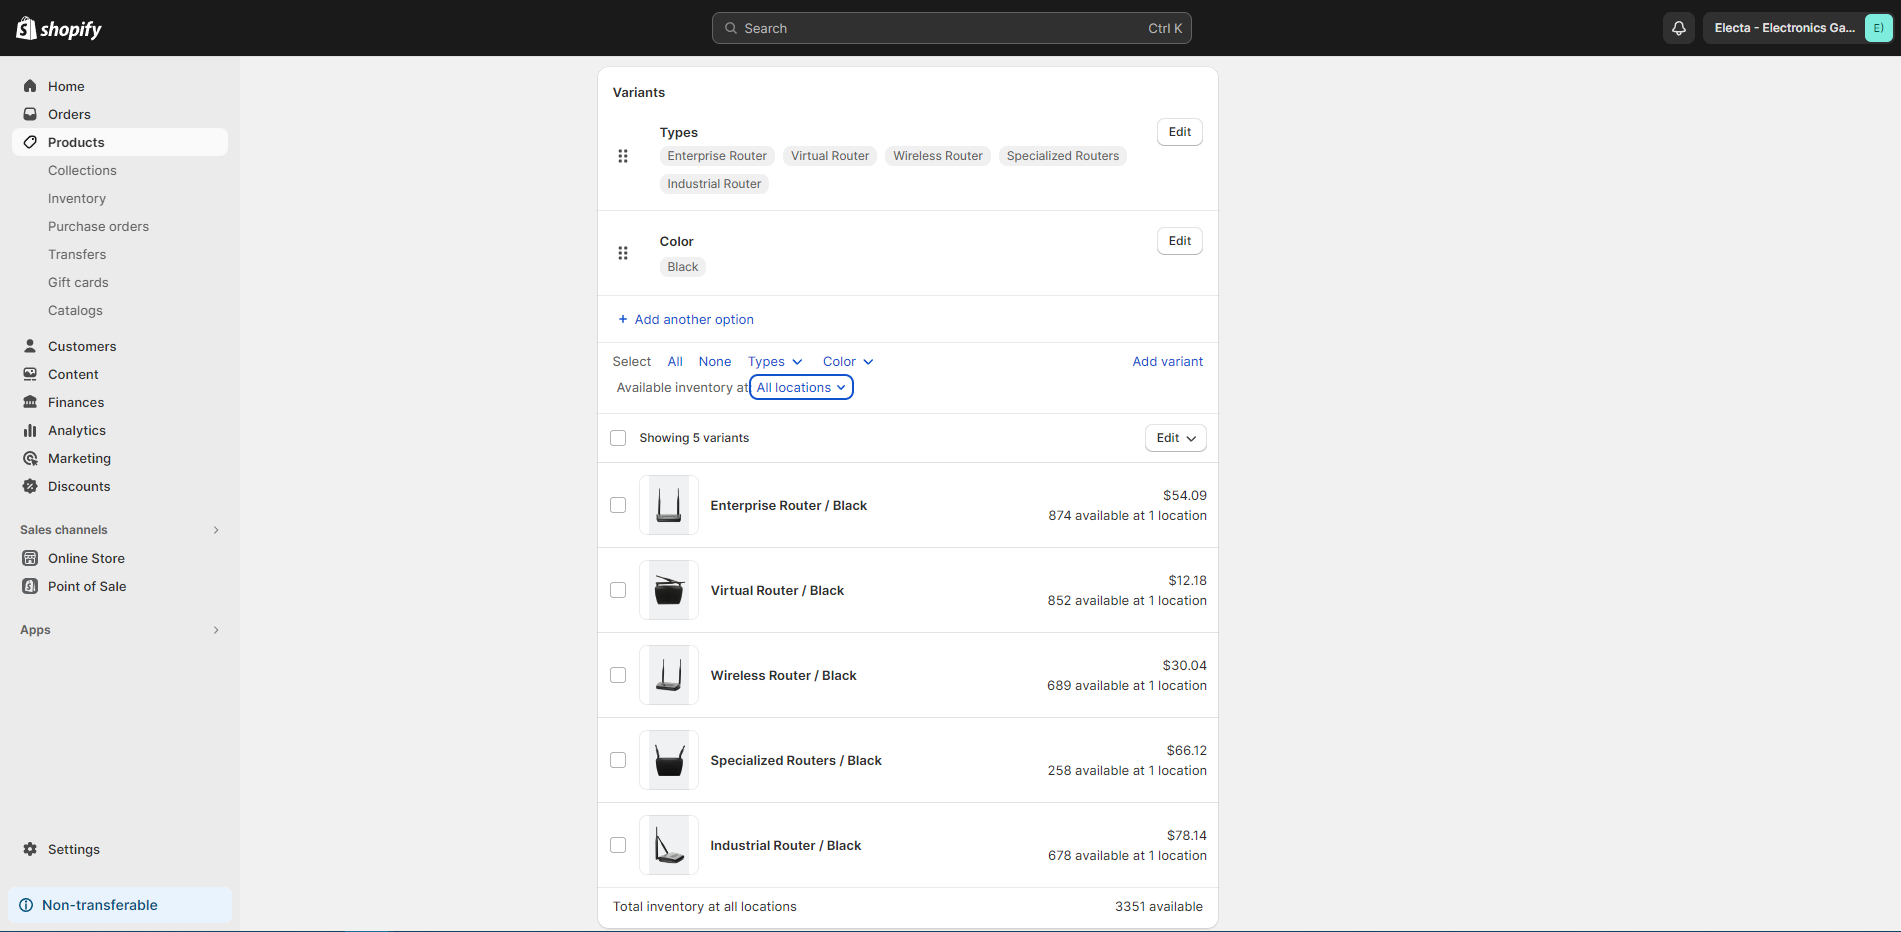 shopify
Search
Ctrl K
Electa - Electronics Ga...
E)
Home
Orders
Products
Collections
Inventory
Purchase orders
Transfers
Gift cards
Catalogs
Customers
Content
Finances
Analytics
Marketing
Discounts
Sales channels
Online Store
Point of Sale
Apps
Settings
Non-transferable
Variants
Types
Edit
Enterprise Router
Virtual Router
Wireless Router
Specialized Routers
Industrial Router
Color
Edit
Black
+ Add another option
Select All None Types Color
Add variant
Available inventory at All locations
Showing 5 variants
Edit
Enterprise Router / Black
$54.09
874 available at 1 location
Virtual Router / Black
$12.18
852 available at 1 location
Wireless Router / Black
$30.04
689 available at 1 location
Specialized Routers / Black
$66.12
258 available at 1 location
Industrial Router / Black
$78.14
678 available at 1 location
Total inventory at all locations
3351 available